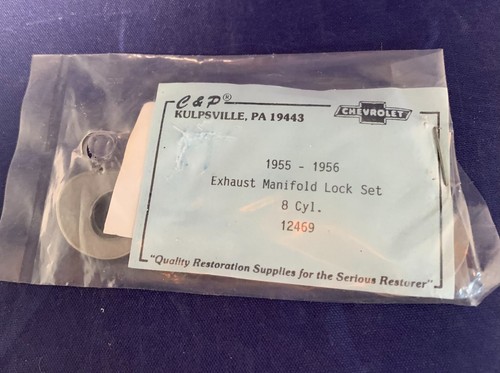 C & P®
KULPSVILLE, PA 19443
CHEVROLET
1955 - 1956
Exhaust Manifold Lock Set
8 Cyl.
12469
"Quality Restoration Supplies for the Serious Restorer"